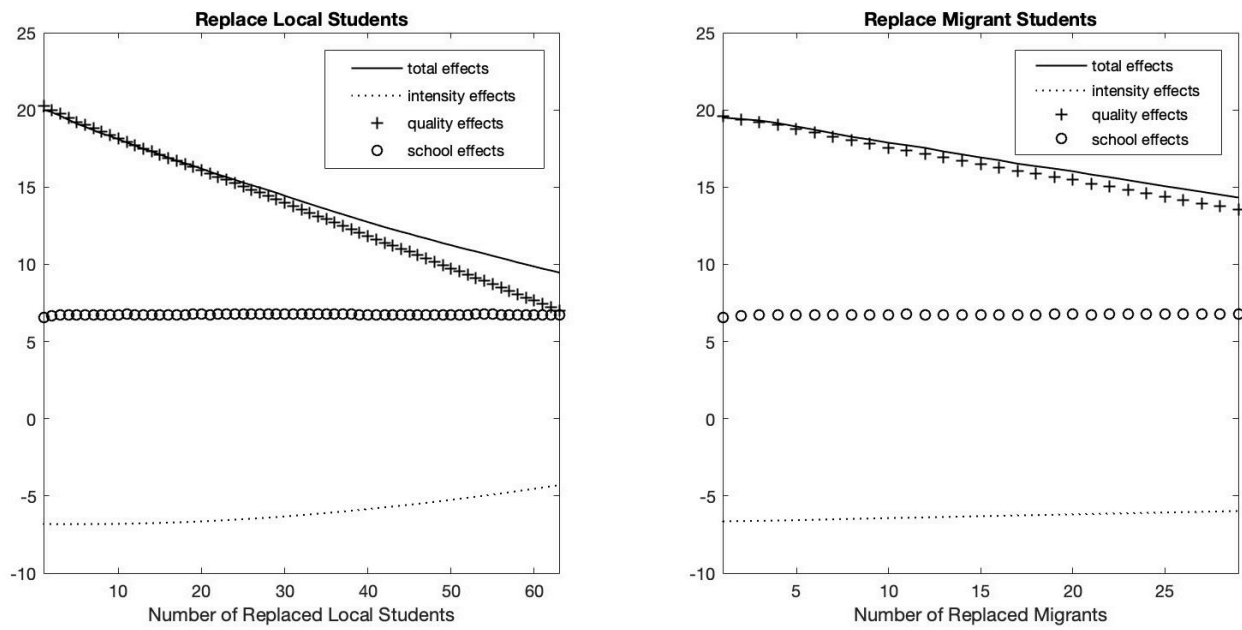 Replace Local Students
25
20
15
10
5
0
-5
-10
10
20
30
40
50
60
Number of Replaced Local Students
total effects
intensity effects
quality effects
school effects
Replace Migrant Students
25
20
15
10
5
0
-5
-10
5
10
15
20
25
Number of Replaced Migrants
total effects
intensity effects
quality effects
school effects